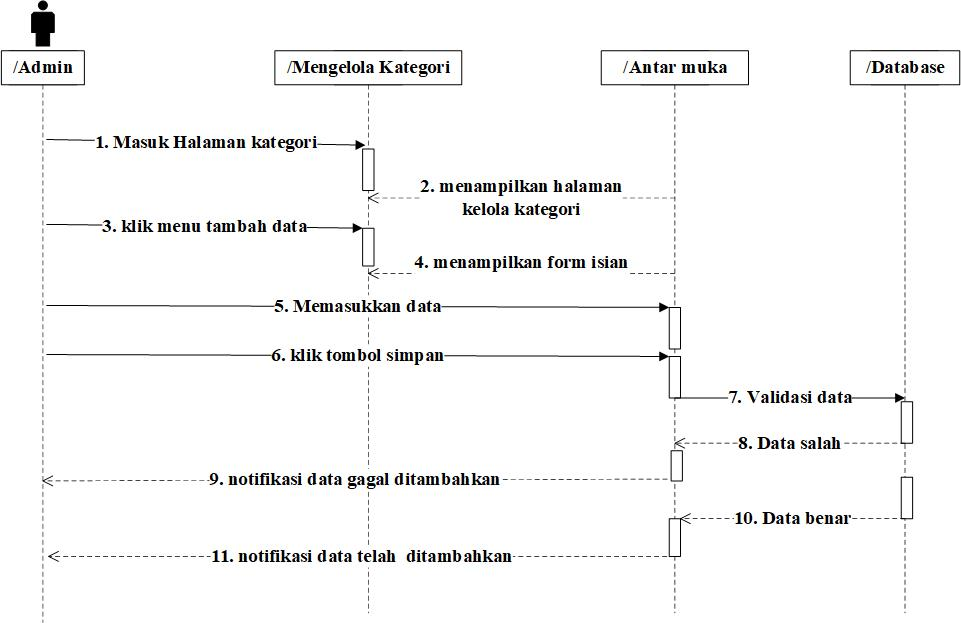 /Admin
/Mengelola Kategori
/Antar muka
/Database
1. Masuk Halaman kategori
2. menampilkan halaman
kelola kategori
3. klik menu tambah data
4. menampilkan form isian
5. Memasukkan data
6. klik tombol simpan
7. Validasi data
8. Data salah
9. notifikasi data gagal ditambahkan
10. Data benar
11. notifikasi data telah  ditambahkan